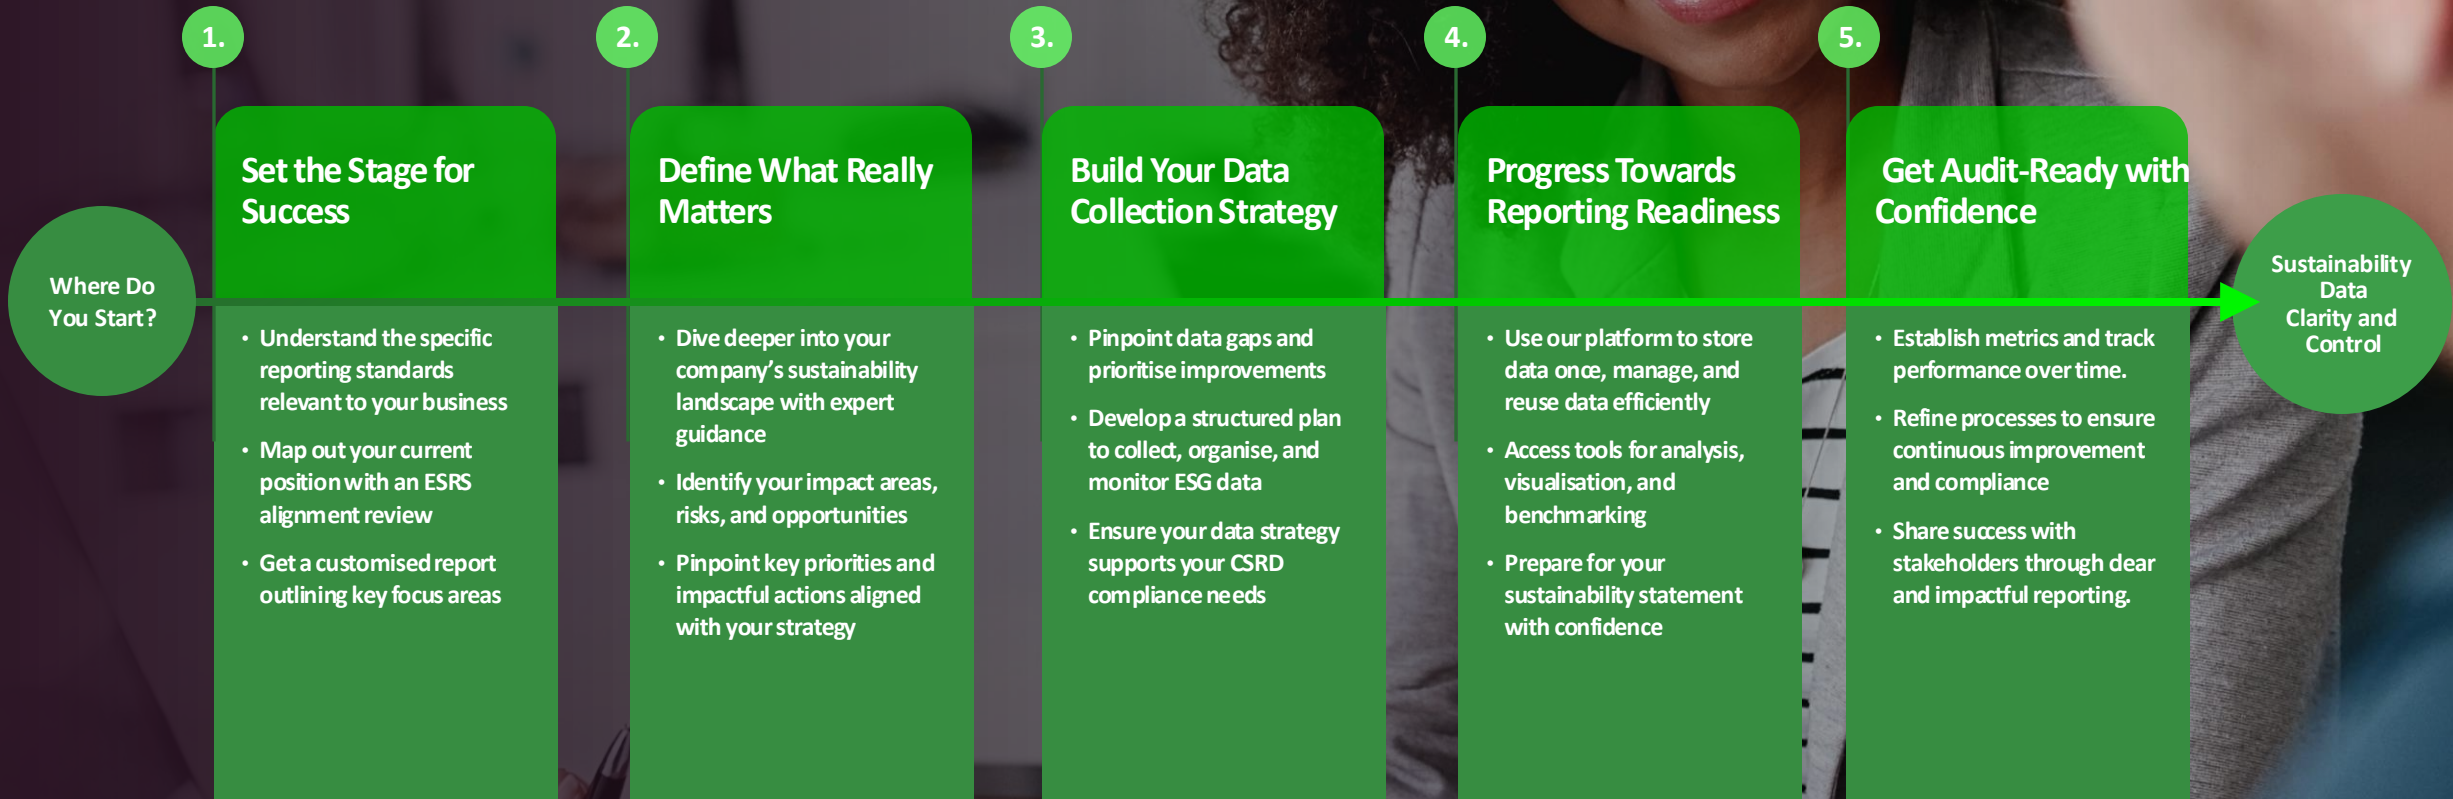 1.
2.
3.
4.
5.
Where Do
You Start?
Set the Stage for
Success
• Understand the specific
reporting standards
relevant to your business
• Map out your current
position with an ESRS
alignment review
• Get a customised report
outlining key focus areas
Define What Really
Matters
• Dive deeper into your
company's sustainability
landscape with expert
guidance
• Identify your impact areas,
risks, and opportunities
• Pinpoint key priorities and
impactful actions aligned
with your strategy
Build Your Data
Collection Strategy
• Pinpoint data gaps and
prioritise improvements
• Develop a structured plan
to collect, organise, and
monitor ESG data
• Ensure your data strategy
supports your CSRD
compliance needs
Progress Towards
Reporting Readiness
• Use our platform to store
data once, manage, and
reuse data efficiently
• Access tools for analysis,
visualisation, and
benchmarking
• Prepare for your
sustainability statement
with confidence
Get Audit-Ready with
Confidence
• Establish metrics and track
performance over time.
• Refine processes to ensure
continuous improvement
and compliance
• Share success with
stakeholders through clear
and impactful reporting.
Sustainability
Data
Clarity and
Control